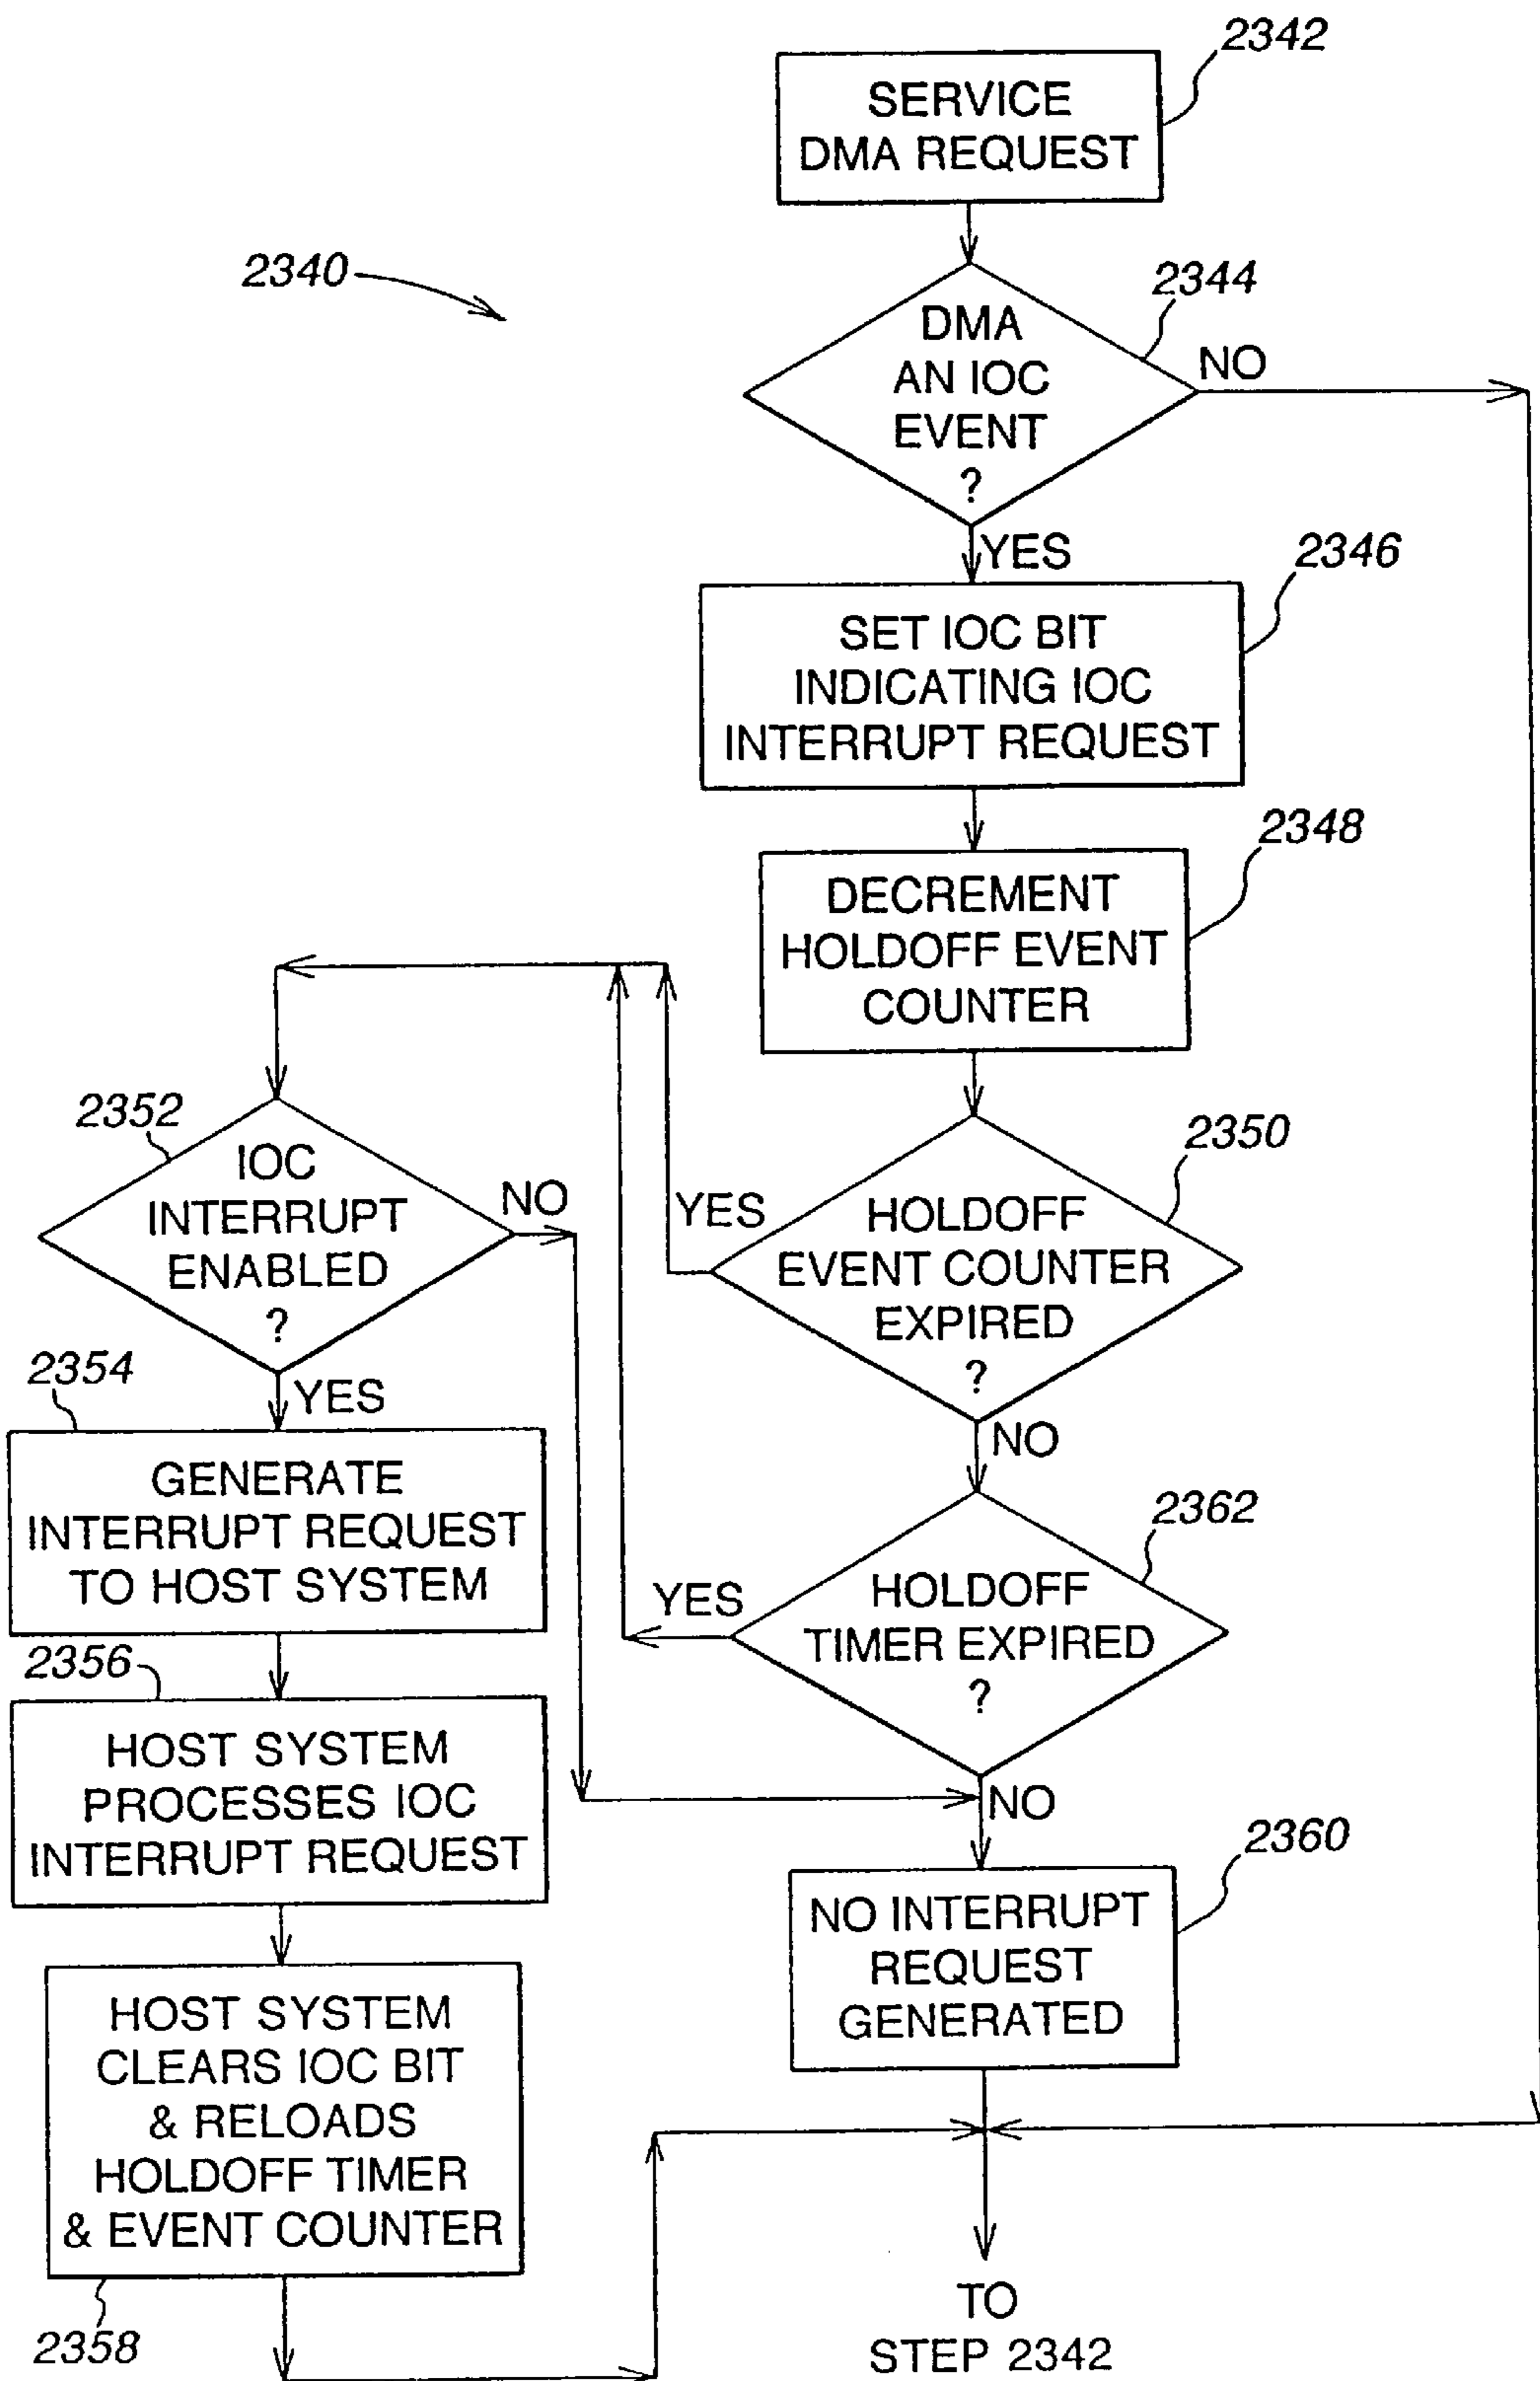 2342
SERVICE
DMA REQUEST
2340
2344
DMA
AN IOC
EVENT
?
NO
YES
2346
SET IOC BIT
INDICATING IOC
INTERRUPT REQUEST
2348
DECREMENT
HOLDOFF EVENT
COUNTER
2352
IOC
INTERRUPT
ENABLED
?
NO
YES
2350
HOLDOFF
EVENT COUNTER
EXPIRED
?
YES
NO
2354
GENERATE
INTERRUPT REQUEST
TO HOST SYSTEM
2362
HOLDOFF
TIMER EXPIRED
?
YES
NO
2356
HOST SYSTEM
PROCESSES IOC
INTERRUPT REQUEST
2360
NO INTERRUPT
REQUEST
GENERATED
HOST SYSTEM
CLEARS IOC BIT
& RELOADS
HOLDOFF TIMER
& EVENT COUNTER
2358
TO
STEP 2342